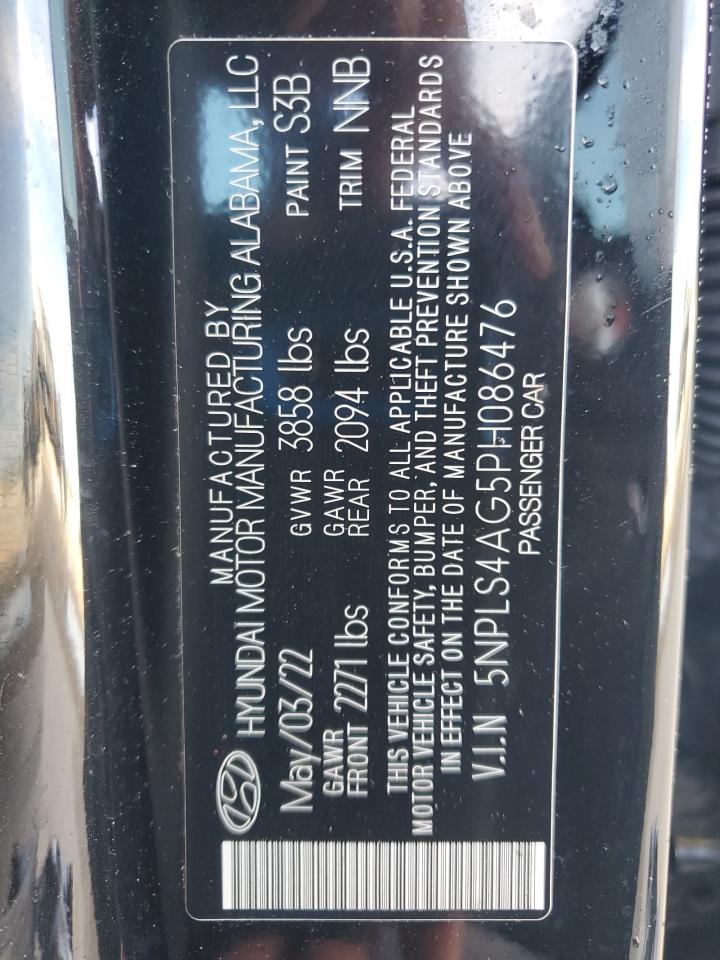 MANUFACTURED BY
HYUNDAI MOTOR MANUFACTURING ALABAMA, LLC
May/03/22 GVWR 3858 lbs PAINT S3B
GAWR FRONT 2271 lbs GAWR REAR 2094 lbs TRIM NNB
THIS VEHICLE CONFORMS TO ALL APPLICABLE U.S.A. FEDERAL
MOTOR VEHICLE SAFETY, BUMPER, AND THEFT PREVENTION STANDARDS
IN EFFECT ON THE DATE OF MANUFACTURE SHOWN ABOVE
V.I.N 5NPLS4AG5PH086476
PASSENGER CAR